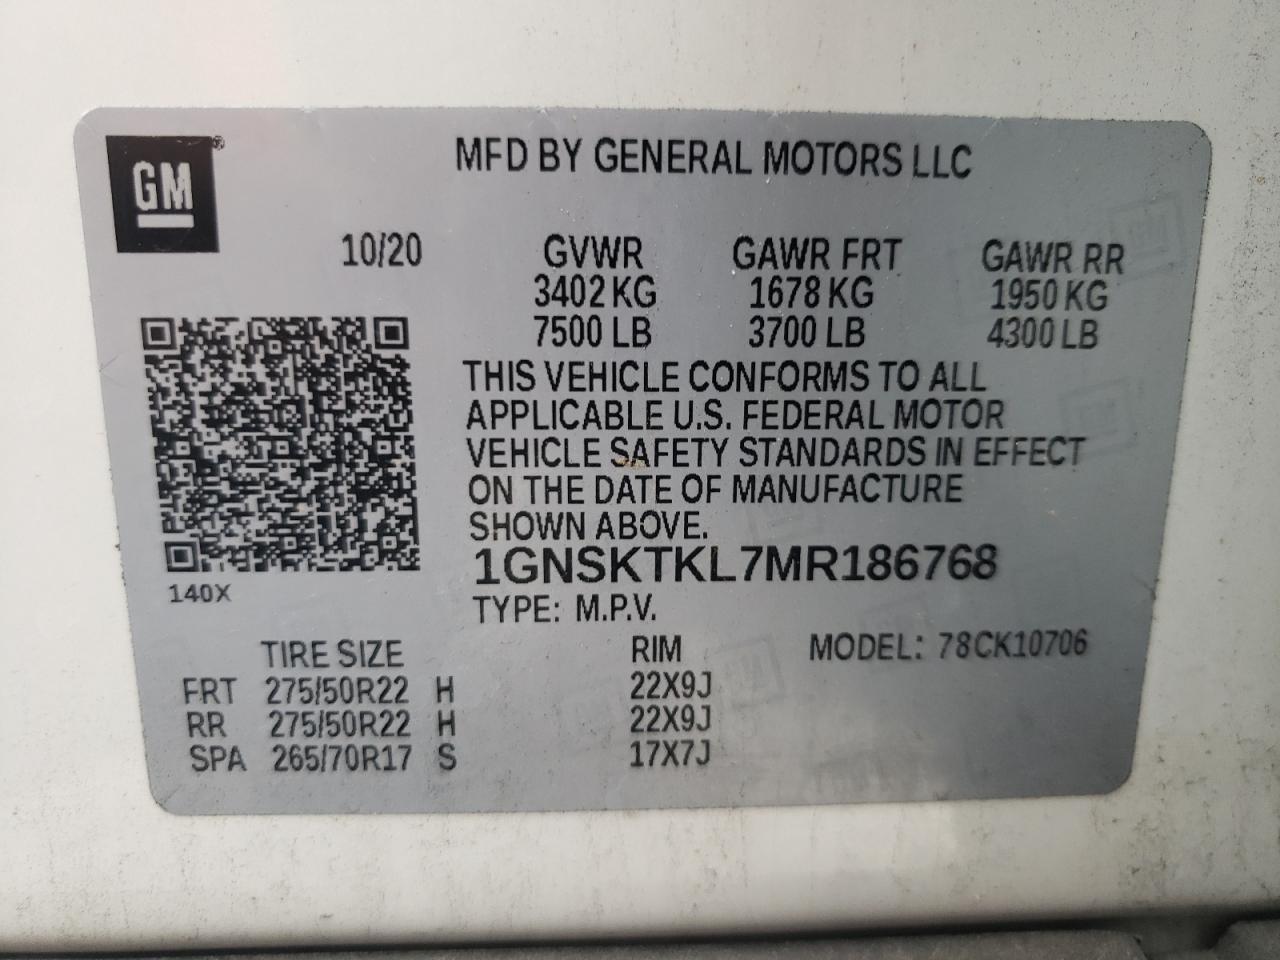 GM®
MFD BY GENERAL MOTORS LLC
10/20 GVWR GAWR FRT GAWR RR
3402 KG 1678 KG 1950 KG
7500 LB 3700 LB 4300 LB
THIS VEHICLE CONFORMS TO ALL
APPLICABLE U.S. FEDERAL MOTOR
VEHICLE SAFETY STANDARDS IN EFFECT
ON THE DATE OF MANUFACTURE
SHOWN ABOVE.
1GNSKTKL7MR186768
140X
TYPE: M.P.V.
TIRE SIZE RIM MODEL: 78CK10706
FRT 275/50R22 H 22X9J
RR 275/50R22 H 22X9J
SPA 265/70R17 S 17X7J